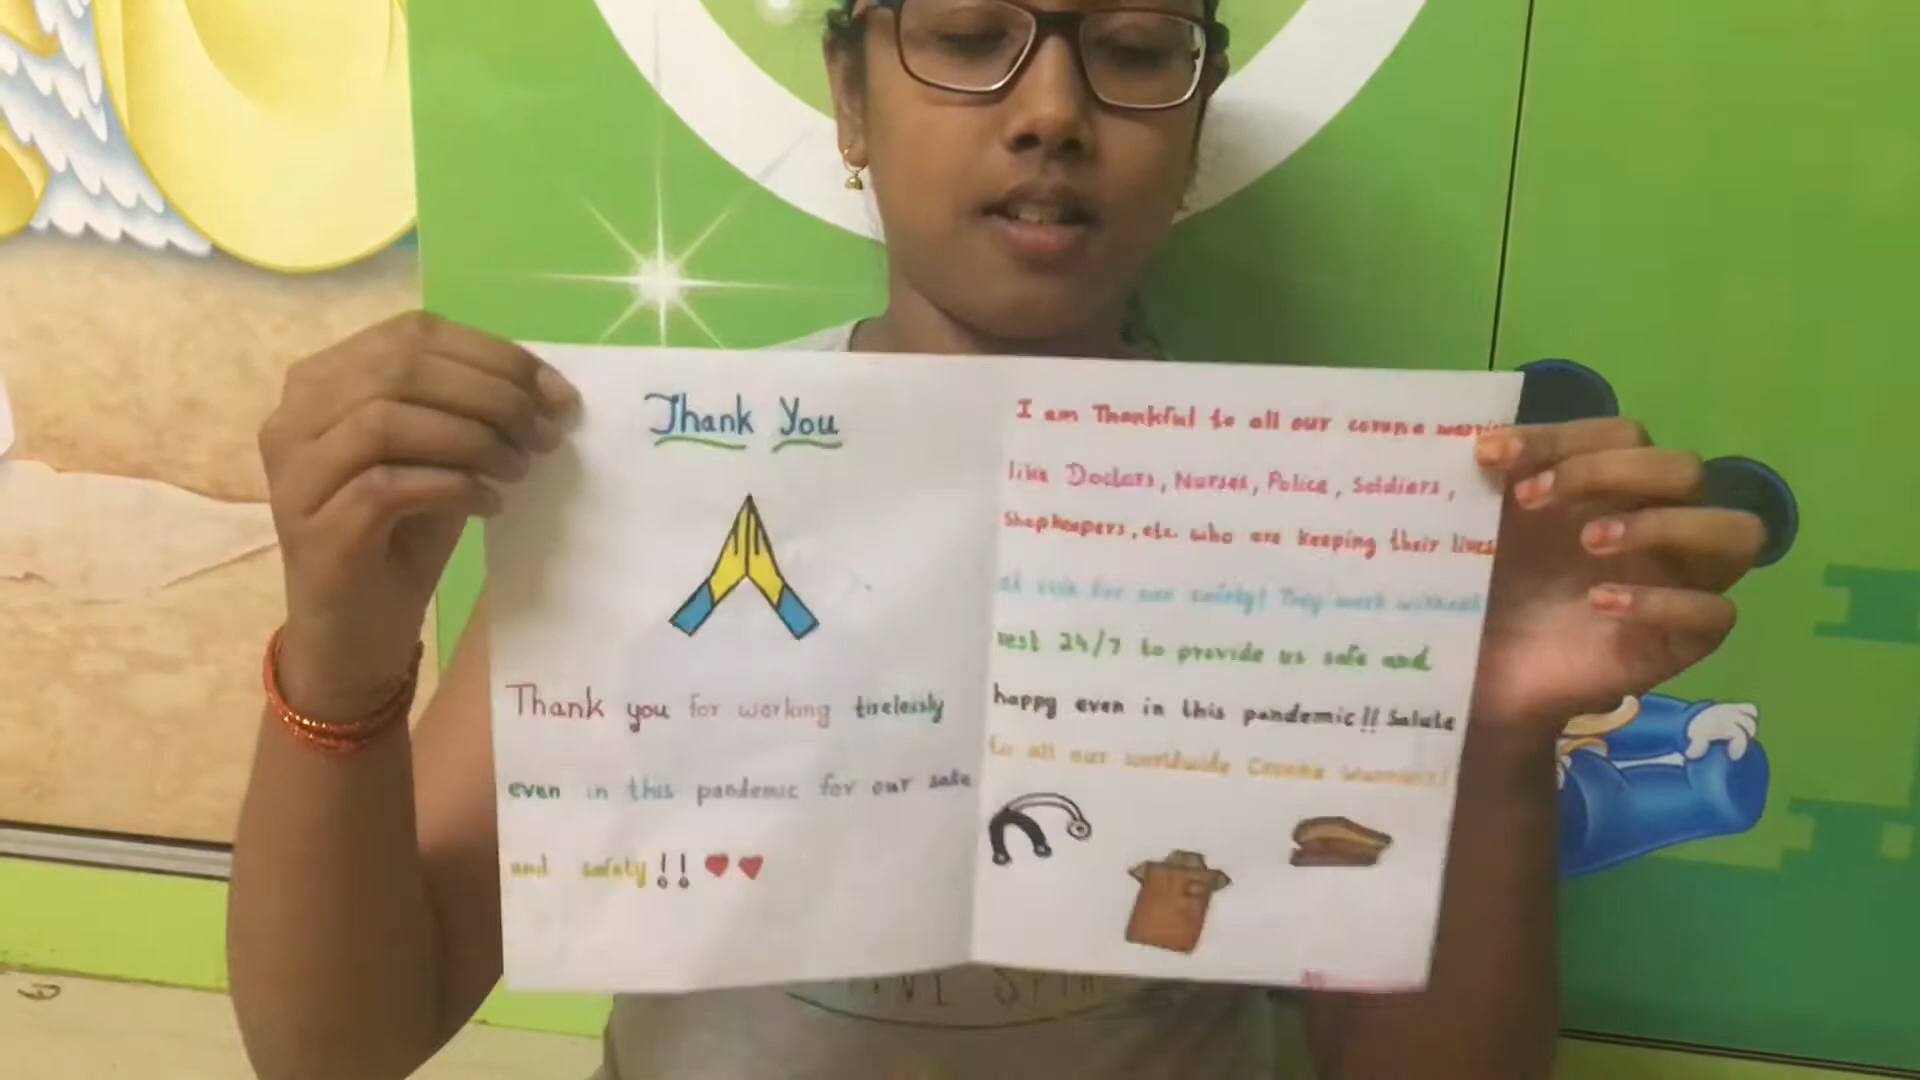 Thank You
Thank you for working tirelessly
even in this pandemic for our safe
and safety!!
I am Thankful to all our corona
like Doctors, Nurses, Police, Soldiers,
Shopkeepers, etc. who are keeping their lives
at risk for our safety! They work without
rest 24/7 to provide us safe and
happy even in this pandemic!! Salute
to all our worldwide Corona warriors!